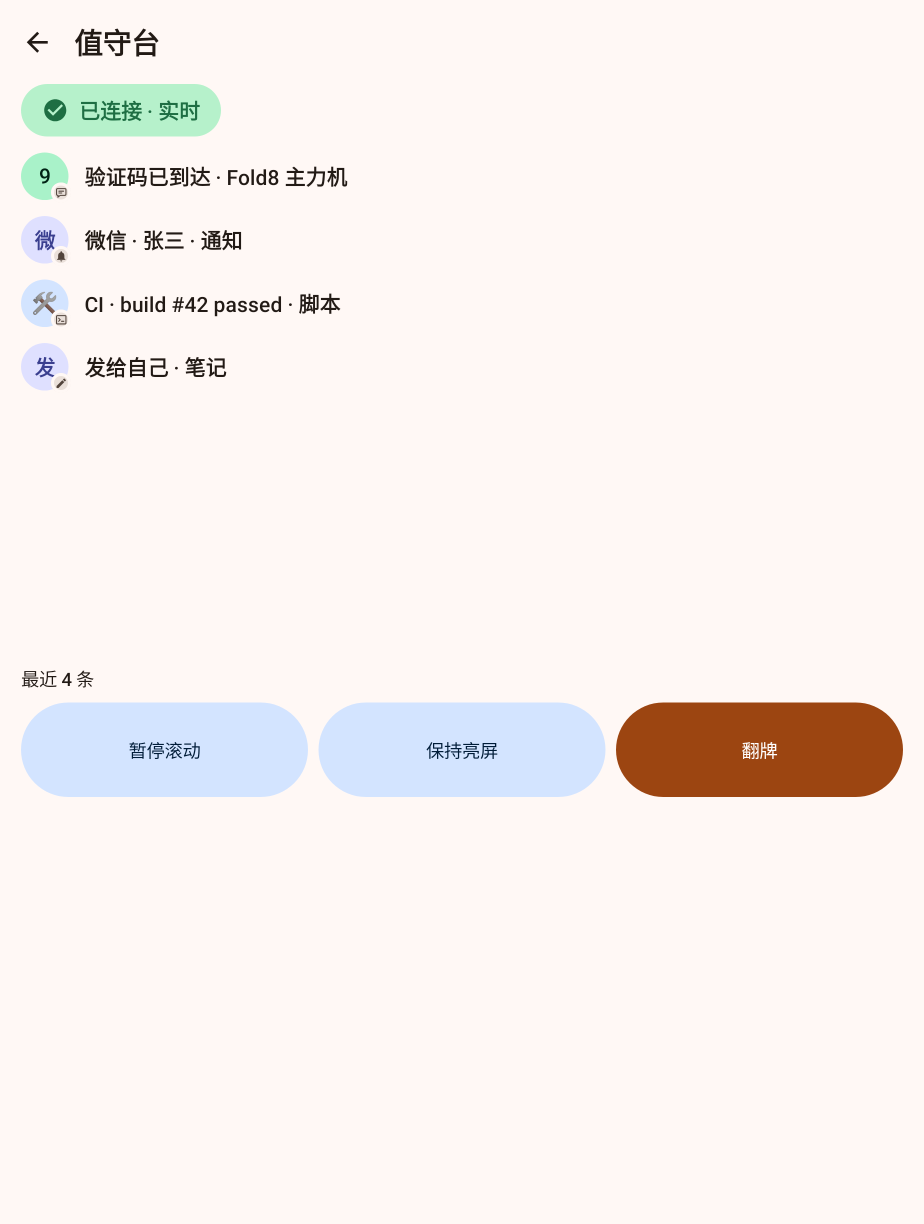 值守台
已连接 · 实时
9
验证码已到达 · Fold8 主力机
微
微信 · 张三 · 通知
CI · build #42 passed · 脚本
发
发给自己 · 笔记
最近 4 条
暂停滚动
保持亮屏
翻牌